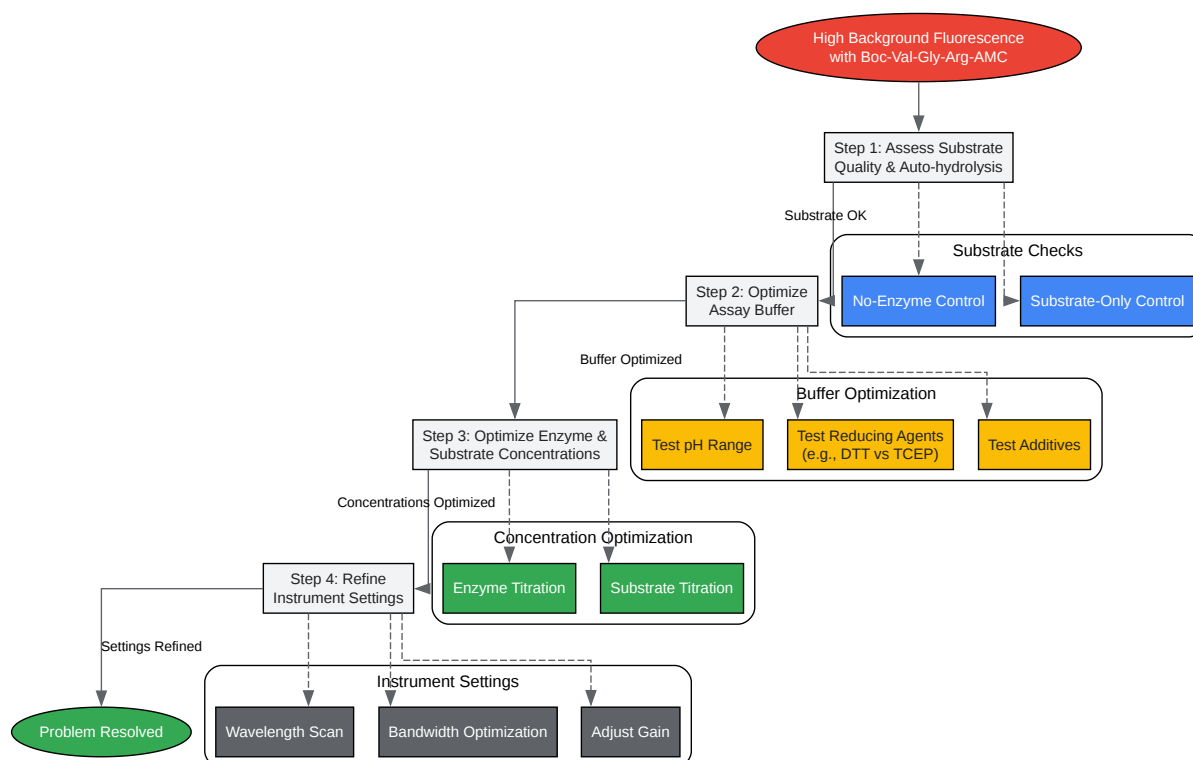 High Background Fluorescence
with Boc-Val-Gly-Arg-AMC
Step 1: Assess Substrate
Quality & Auto-hydrolysis
Substrate OK
Substrate Checks
No-Enzyme Control
Substrate-Only Control
Step 2: Optimize
Assay Buffer
Buffer Optimized
Buffer Optimization
Test pH Range
Test Reducing Agents
(e.g., DTT vs TCEP)
Test Additives
Step 3: Optimize Enzyme &
Substrate Concentrations
Concentrations Optimized
Concentration Optimization
Enzyme Titration
Substrate Titration
Step 4: Refine
Instrument Settings
Settings Refined
Instrument Settings
Problem Resolved
Wavelength Scan
Bandwidth Optimization
Adjust Gain